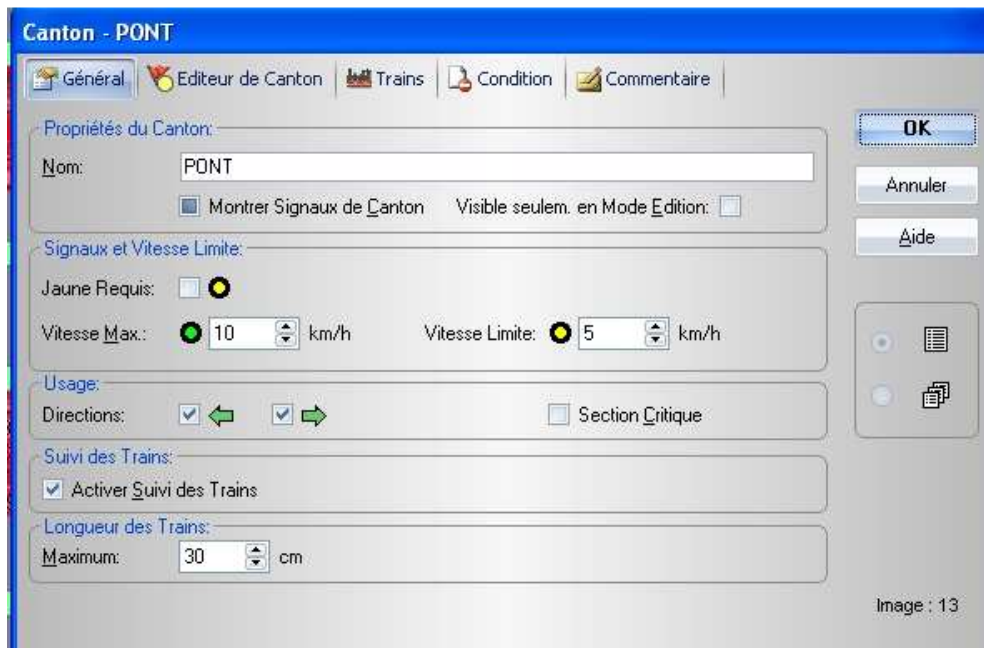 Canton - PONT
Général Editeur de Canton Trains Condition Commentaire
Propriétés du Canton:
Nom: PONT
Montrer Signaux de Canton Visible seulem. en Mode Edition:
Signaux et Vitesse Limite:
Jaune Requis:
Vitesse Max.: 10 km/h Vitesse Limite: 5 km/h
Usage:
Directions: Section Critique
Suivi des Trains:
Activer Suivi des Trains
Longueur des Trains:
Maximum: 30 cm
OK
Annuler
Aide
Image : 13